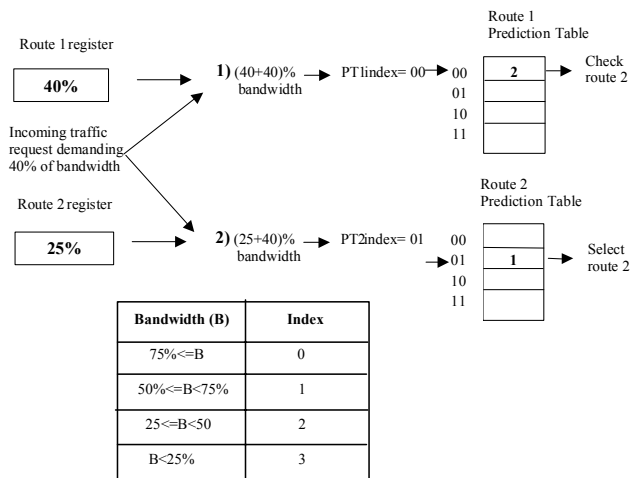 Route 1
Prediction Table
Route 1 register
40%
1) (40+40)%
bandwidth
PT1index= 00
00
01
10
11
2
Check
route 2
Incoming traffic
request demanding
40% of bandwidth
Route 2 register
25%
2) (25+40)%
bandwidth
PT2index= 01
Route 2
Prediction Table
00
01
10
11
1
Select
route 2
Bandwidth (B) Index
75%<=B 0
50%<=B<75% 1
25<=B<50 2
B<25% 3